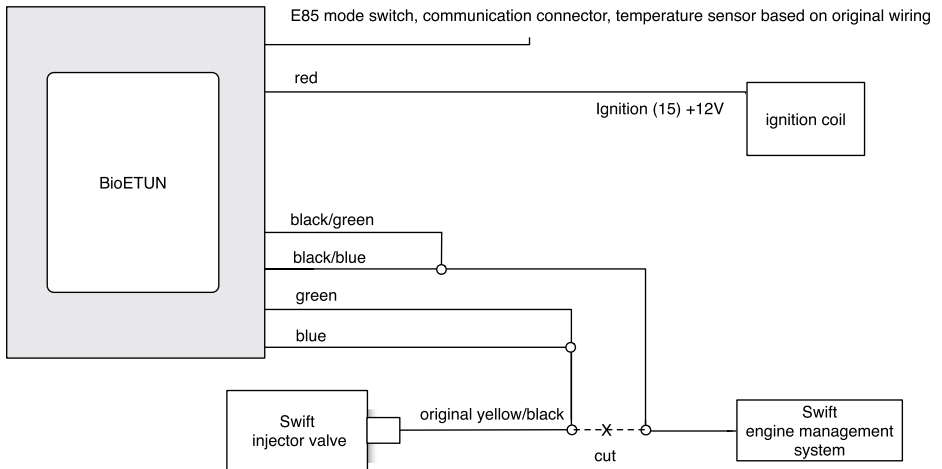 E85 mode switch, communication connector, temperature sensor based on original wiring
red
Ignition (15) +12V
ignition coil
BioETUN
black/green
black/blue
green
blue
Swift
injector valve
original yellow/black
X
cut
Swift
engine management
system